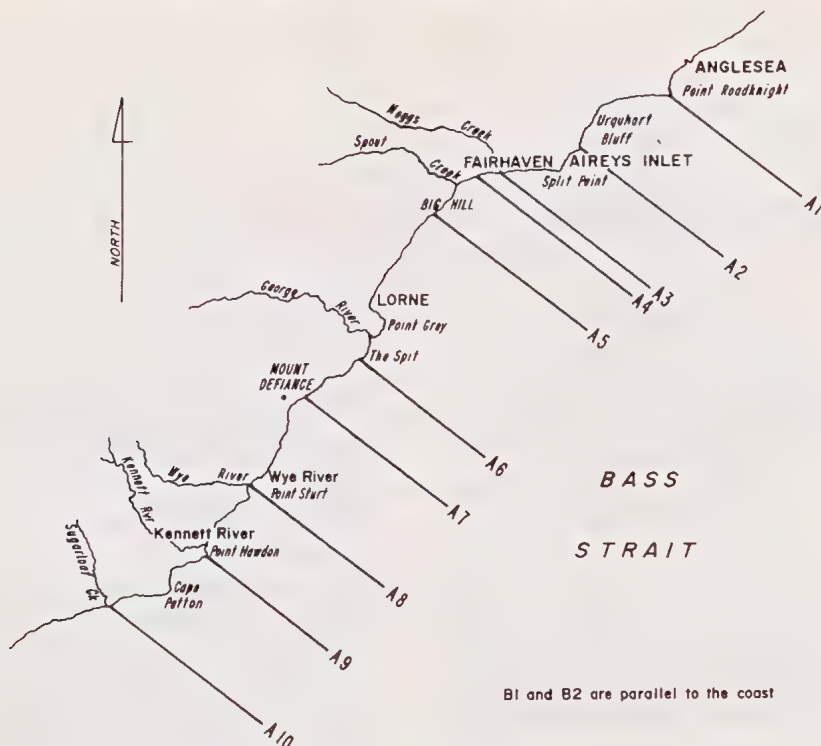 ANGLESEA
Point Roadknight
Urquhart
Bluff
Moggs
Creek
Spout
Creek
FAIRHAVEN
AIREYS INLET
Split Point
A1
BIG HILL
A2
NORTH
A3
A4
LORNE
George
River
Point Grey
A5
The Spit
MOUNT
DEFIANCE
A6
BASS
Wye
River
Wye River
Point Sturt
A7
Kennett
Rvr
STRAIT
Kennett River
Point Hawdon
Sugarloaf Ck
Cape
Patton
A8
A9
B1 and B2 are parallel to the coast
A10